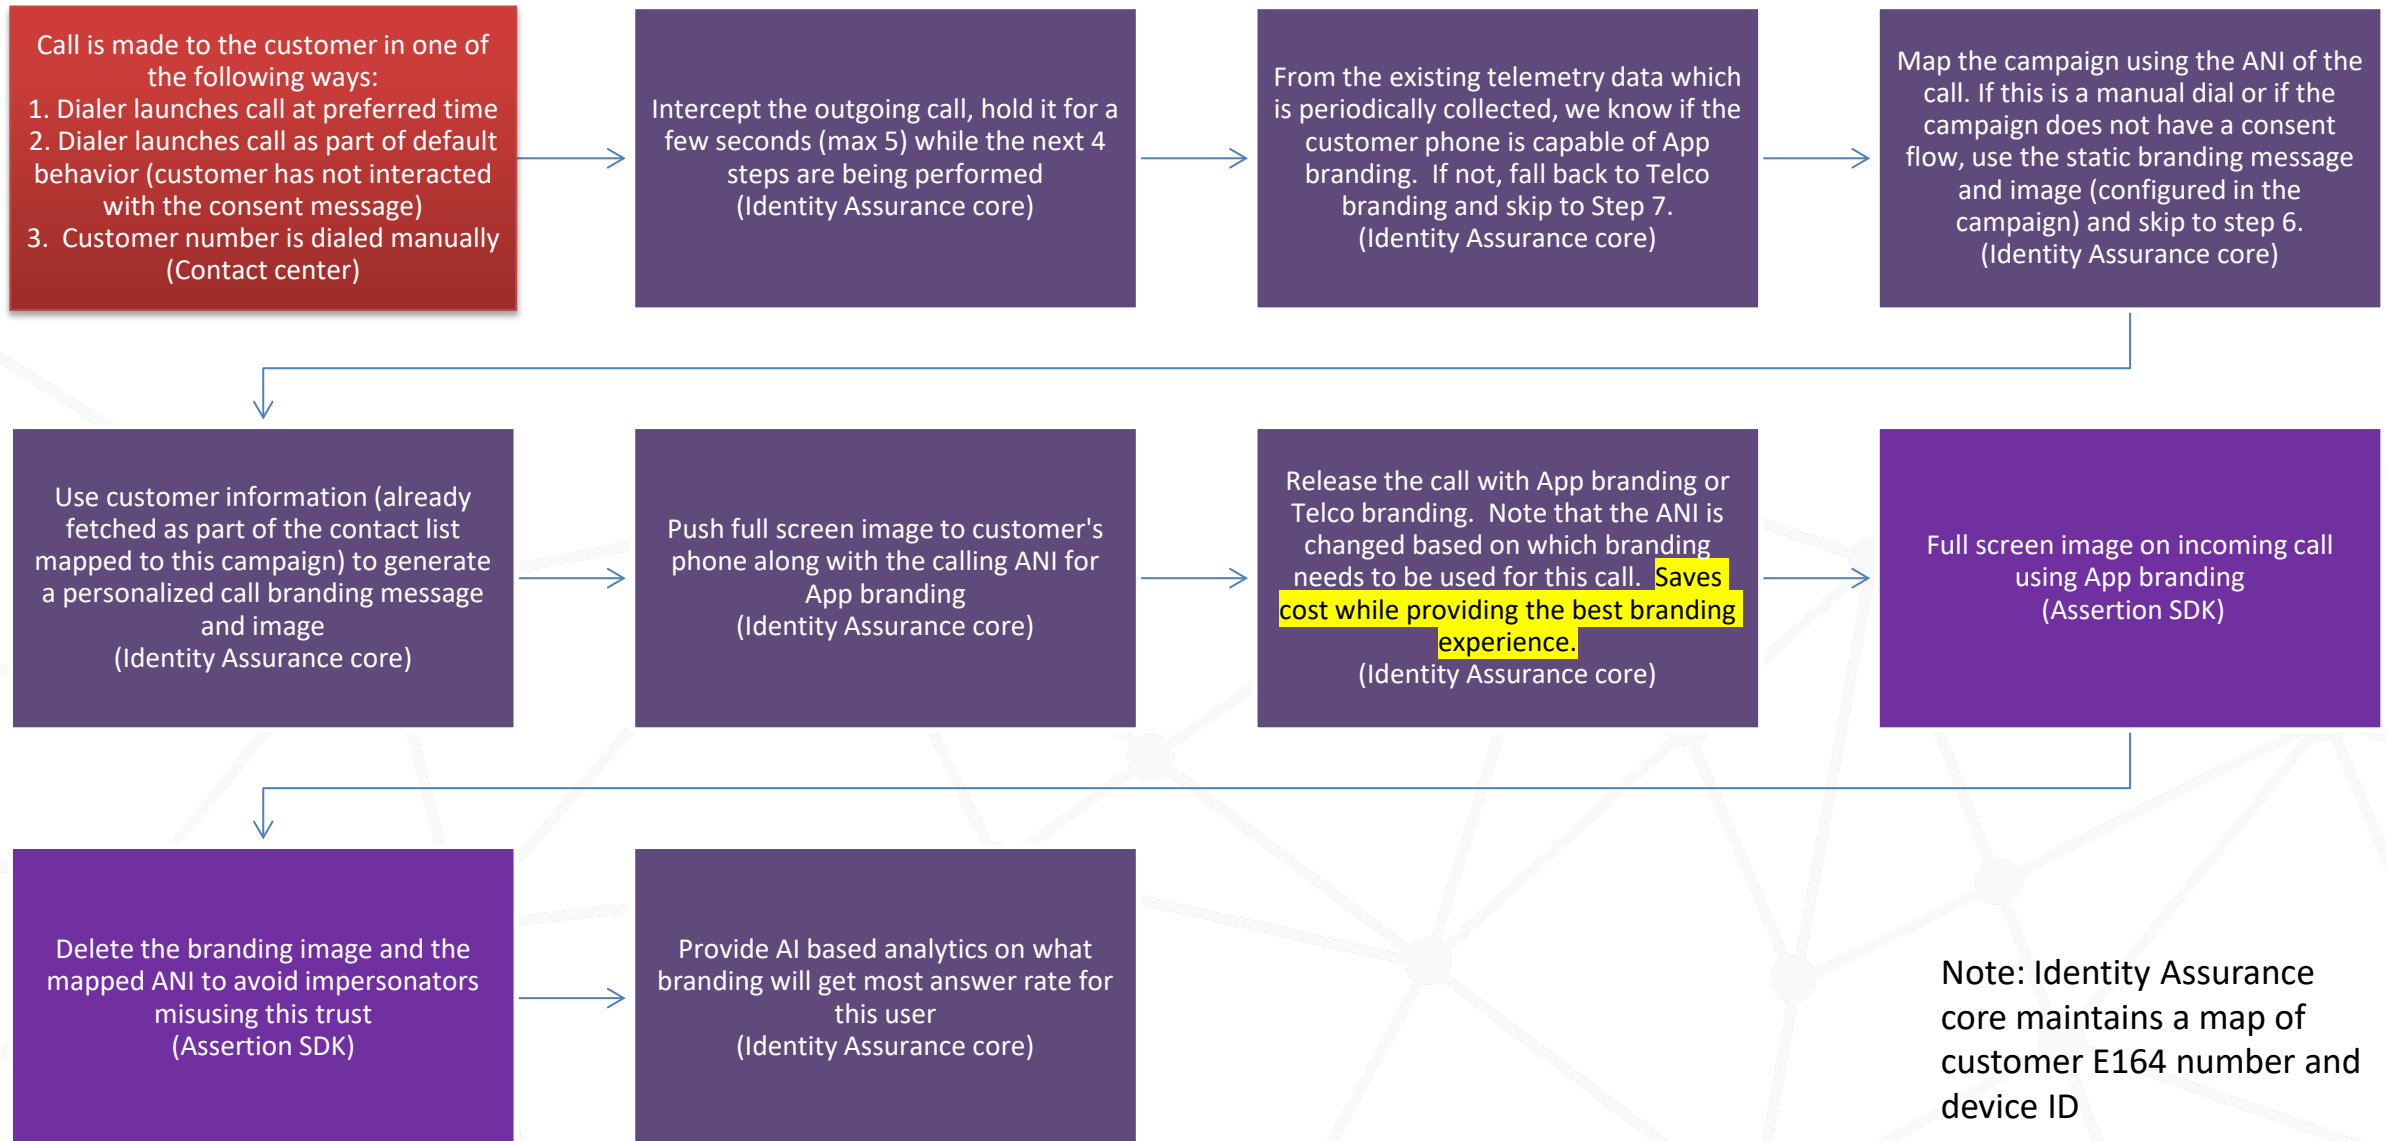 Call is made to the customer in one of
the following ways:
1. Dialer launches call at preferred time
2. Dialer launches call as part of default
behavior (customer has not interacted
with the consent message)
3.  Customer number is dialed manually
(Contact center)
Intercept the outgoing call, hold it for a
few seconds (max 5) while the next 4
steps are being performed
(Identity Assurance core)
From the existing telemetry data which
is periodically collected, we know if the
customer phone is capable of App
branding.  If not, fall back to Telco
branding and skip to Step 7.
(Identity Assurance core)
Map the campaign using the ANI of the
call. If this is a manual dial or if the
campaign does not have a consent
flow, use the static branding message
and image (configured in the
campaign) and skip to step 6.
(Identity Assurance core)
Use customer information (already
fetched as part of the contact list
mapped to this campaign) to generate
a personalized call branding message
and image
(Identity Assurance core)
Push full screen image to customer's
phone along with the calling ANI for
App branding
(Identity Assurance core)
Release the call with App branding or
Telco branding.  Note that the ANI is
changed based on which branding
needs to be used for this call.  Saves
cost while providing the best branding
experience.
(Identity Assurance core)
Full screen image on incoming call
using App branding
(Assertion SDK)
Delete the branding image and the
mapped ANI to avoid impersonators
misusing this trust
(Assertion SDK)
Provide AI based analytics on what
branding will get most answer rate for
this user
(Identity Assurance core)
Note: Identity Assurance
core maintains a map of
customer E164 number and
device ID